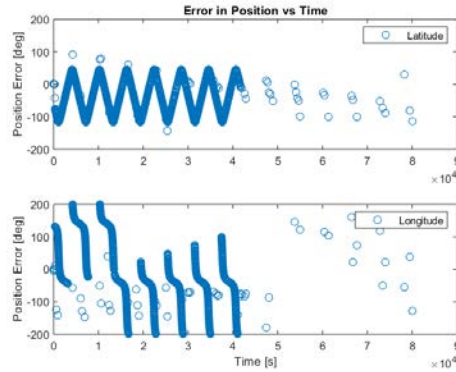 Error in Position vs Time
200
100
0
-100
-200
Position Error [deg]
Latitude
0 1 2 3 4 5 6 7 8 9
×10⁴
200
100
0
-100
-200
Position Error [deg]
Longitude
0 1 2 3 4 5 6 7 8 9
Time [s]
×10⁴